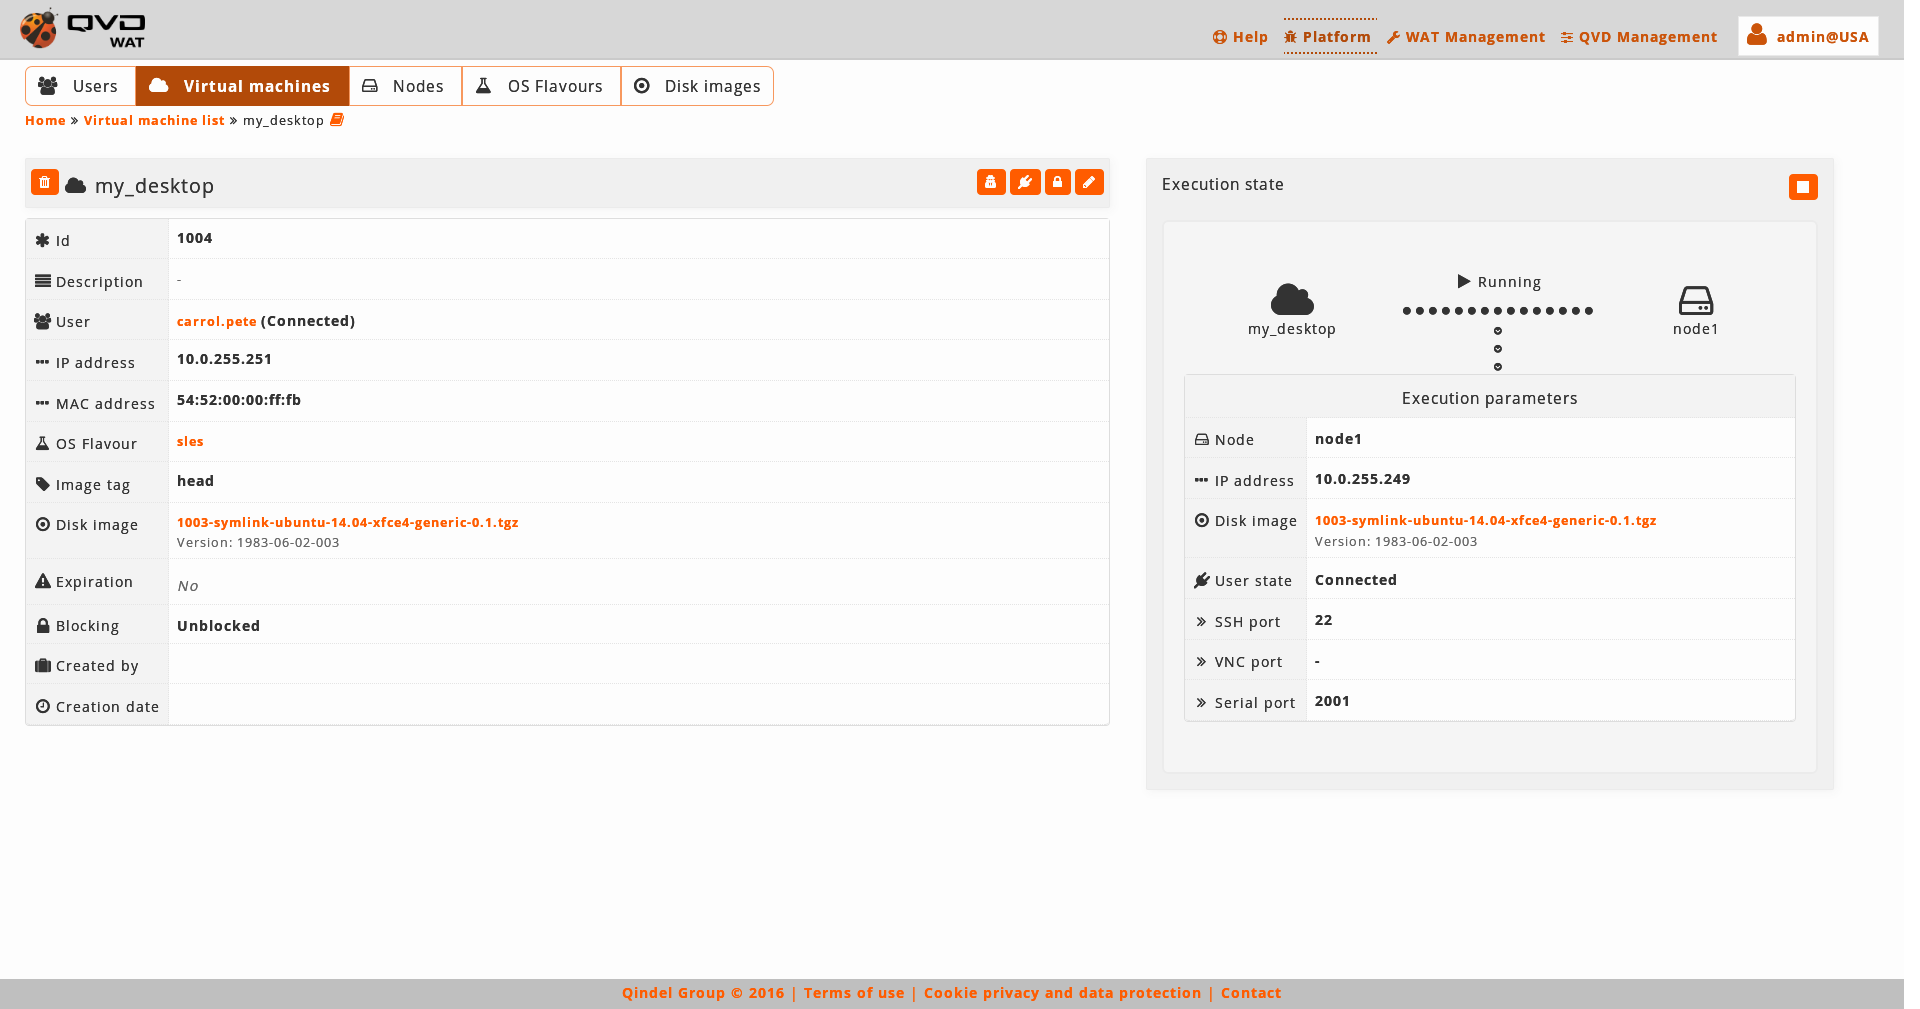 QVD
WAT
Help Platform WAT Management QVD Management admin@USA
Users Virtual machines Nodes OS Flavours Disk images
Home » Virtual machine list » my_desktop
my_desktop
Id 1004
Description -
User carrol.pete (Connected)
IP address 10.0.255.251
MAC address 54:52:00:00:ff:fb
OS Flavour sles
Image tag head
Disk image 1003-symlink-ubuntu-14.04-xfce4-generic-0.1.tgz
Version: 1983-06-02-003
Expiration No
Blocking Unblocked
Created by
Creation date
Execution state
Running
my_desktop node1
Execution parameters
Node node1
IP address 10.0.255.249
Disk image 1003-symlink-ubuntu-14.04-xfce4-generic-0.1.tgz
Version: 1983-06-02-003
User state Connected
SSH port 22
VNC port -
Serial port 2001
Qindel Group © 2016 | Terms of use | Cookie privacy and data protection | Contact